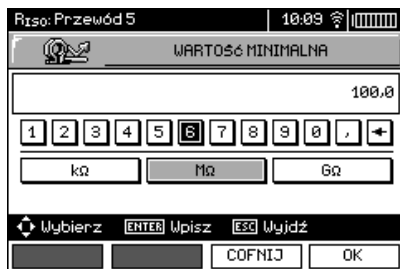 RISO: Przewód 5 10:09
WARTOŚĆ MINIMALNA
100,0
1 2 3 4 5 6 7 8 9 0 ,
kΩ MΩ GΩ
Wybierz ENTER Wpisz ESC Wyjdź
COFNIJ OK